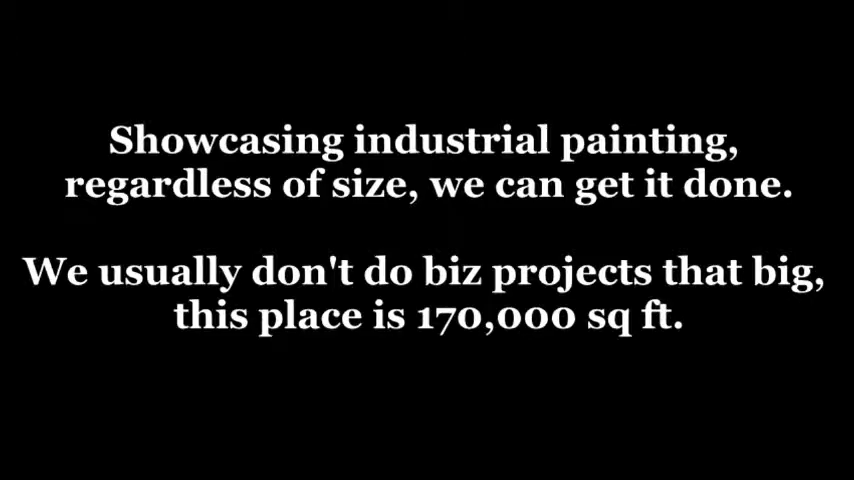 Showcasing industrial painting,
regardless of size, we can get it done.
We usually don't do biz projects that big,
this place is 170,000 sq ft.